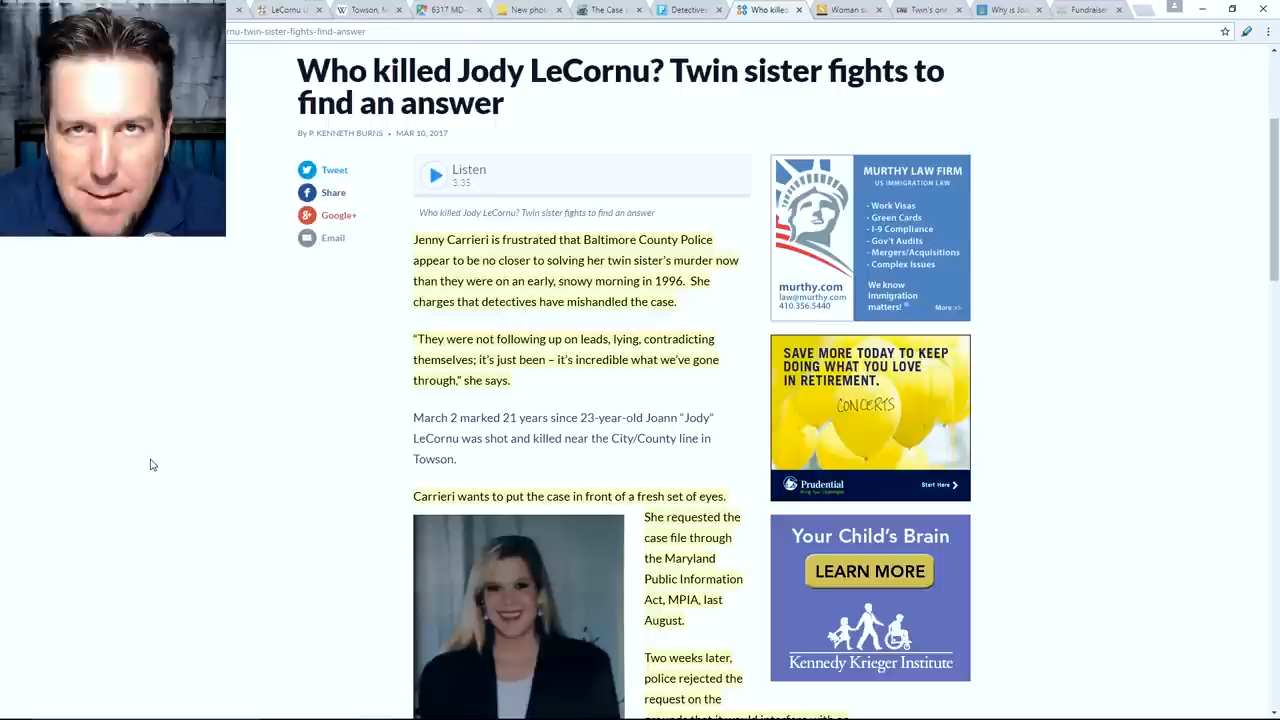 LeCornu
Towson, M
6317 MD
New phos
The Case
Detective
Who killed
Woman s
Twin's one
Why is Joa
Fundraiser
rnu-twin-sister-fights-find-answer
Who killed Jody LeCornu? Twin sister fights to
find an answer
By P. KENNETH BURNS • MAR 10, 2017
Tweet
Share
Google+
Email
Listen
3:35
Who killed Jody LeCornu? Twin sister fights to find an answer
Jenny Carrieri is frustrated that Baltimore County Police
appear to be no closer to solving her twin sister's murder now
than they were on an early, snowy morning in 1996. She
charges that detectives have mishandled the case.
“They were not following up on leads, lying, contradicting
themselves; it's just been – it's incredible what we've gone
through,” she says.
March 2 marked 21 years since 23-year-old Joann “Jody”
LeCornu was shot and killed near the City/County line in
Towson.
Carrieri wants to put the case in front of a fresh set of eyes.
She requested the
case file through
the Maryland
Public Information
Act, MPIA, last
August.
Two weeks later,
police rejected the
request on the
grounds that it would interfere with an
MURTHY LAW FIRM
US IMMIGRATION LAW
- Work Visas
- Green Cards
- I-9 Compliance
- Gov't Audits
- Mergers/Acquisitions
- Complex Issues
We know
immigration
matters! ®
More >>
murthy.com
law@murthy.com
410.356.5440
SAVE MORE TODAY TO KEEP
DOING WHAT YOU LOVE
IN RETIREMENT.
CONCERTS
Prudential
Start Here
Your Child's Brain
LEARN MORE
Kennedy Krieger Institute